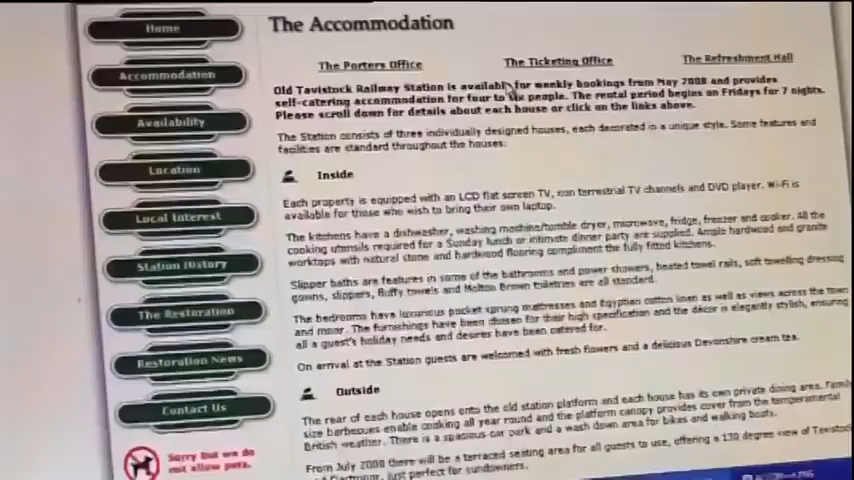 Home
Accommodation
Availability
Location
Local Interest
Station History
The Restoration
Restoration News
Contact Us
Sorry but we do
not allow pets.
The Accommodation
The Porters Office The Ticketing Office The Refreshment Hall
Old Tavistock Railway Station is available for weekly bookings from May 2008 and provides
self-catering accommodation for four to six people. The rental period begins on Fridays for 7 nights.
Please scroll down for details about each house or click on the links above.
The Station consists of three individually designed houses, each decorated in a unique style. Some features and
facilities are standard throughout the houses:
Inside
Each property is equipped with an LCD flat screen TV, non terrestrial TV channels and DVD player. Wi-Fi is
available for those who wish to bring their own laptop.
The kitchens have a dishwasher, washing machine/tumble dryer, microwave, fridge, freezer and cooker. All the
cooking utensils required for a Sunday lunch or intimate dinner party are supplied. Ample hardwood and granite
worktops with natural stone and hardwood flooring compliment the fully fitted kitchens.
Slipper baths are features in some of the bathrooms and power showers, heated towel rails, soft towelling dressing
gowns, slippers, fluffy towels and Molton Brown toiletries are all standard.
The bedrooms have luxurious pocket sprung mattresses and Egyptian cotton linen as well as views across the town
and moor. The furnishings have been chosen for their high specification and the décor is elegantly stylish, ensuring
all a guest's holiday needs and desires have been catered for.
On arrival at the Station guests are welcomed with fresh flowers and a delicious Devonshire cream tea.
Outside
The rear of each house opens onto the old station platform and each house has its own private dining area. Family
size barbecues enable cooking all year round and the platform canopy provides cover from the temperamental
British weather. There is a spacious car park and a wash down area for bikes and walking boots.
From July 2008 there will be a terraced seating area for all guests to use, offering a 130 degree view of Tavistock
and Dartmoor, just perfect for sundowners.